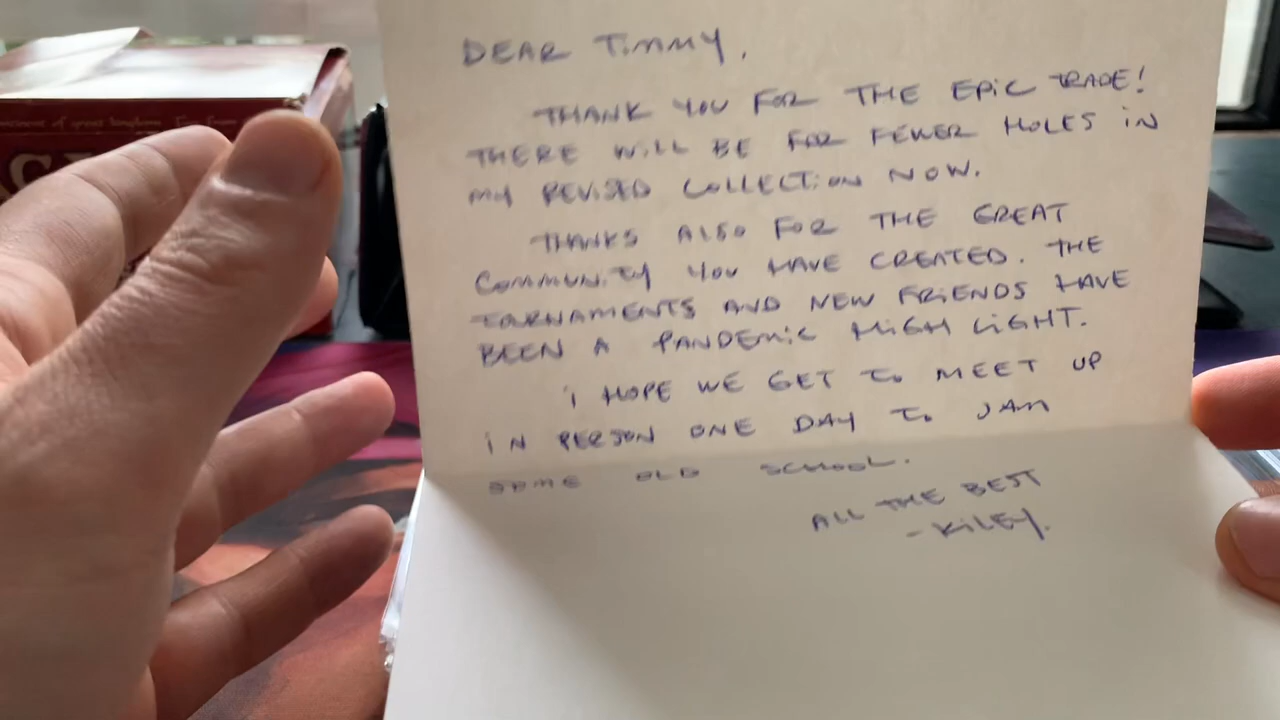 DEAR TIMMY,
THANK YOU FOR THE EPIC TRADE!
THERE WILL BE FAR FEWER HOLES IN
MY REVISED COLLECTION NOW.
THANKS ALSO FOR THE GREAT
COMMUNITY YOU HAVE CREATED. THE
TOURNAMENTS AND NEW FRIENDS HAVE
BEEN A PANDEMIC HIGH LIGHT.
I HOPE WE GET TO MEET UP
IN PERSON ONE DAY TO JAM
SOME OLD SCHOOL.
ALL THE BEST
-KILEY.